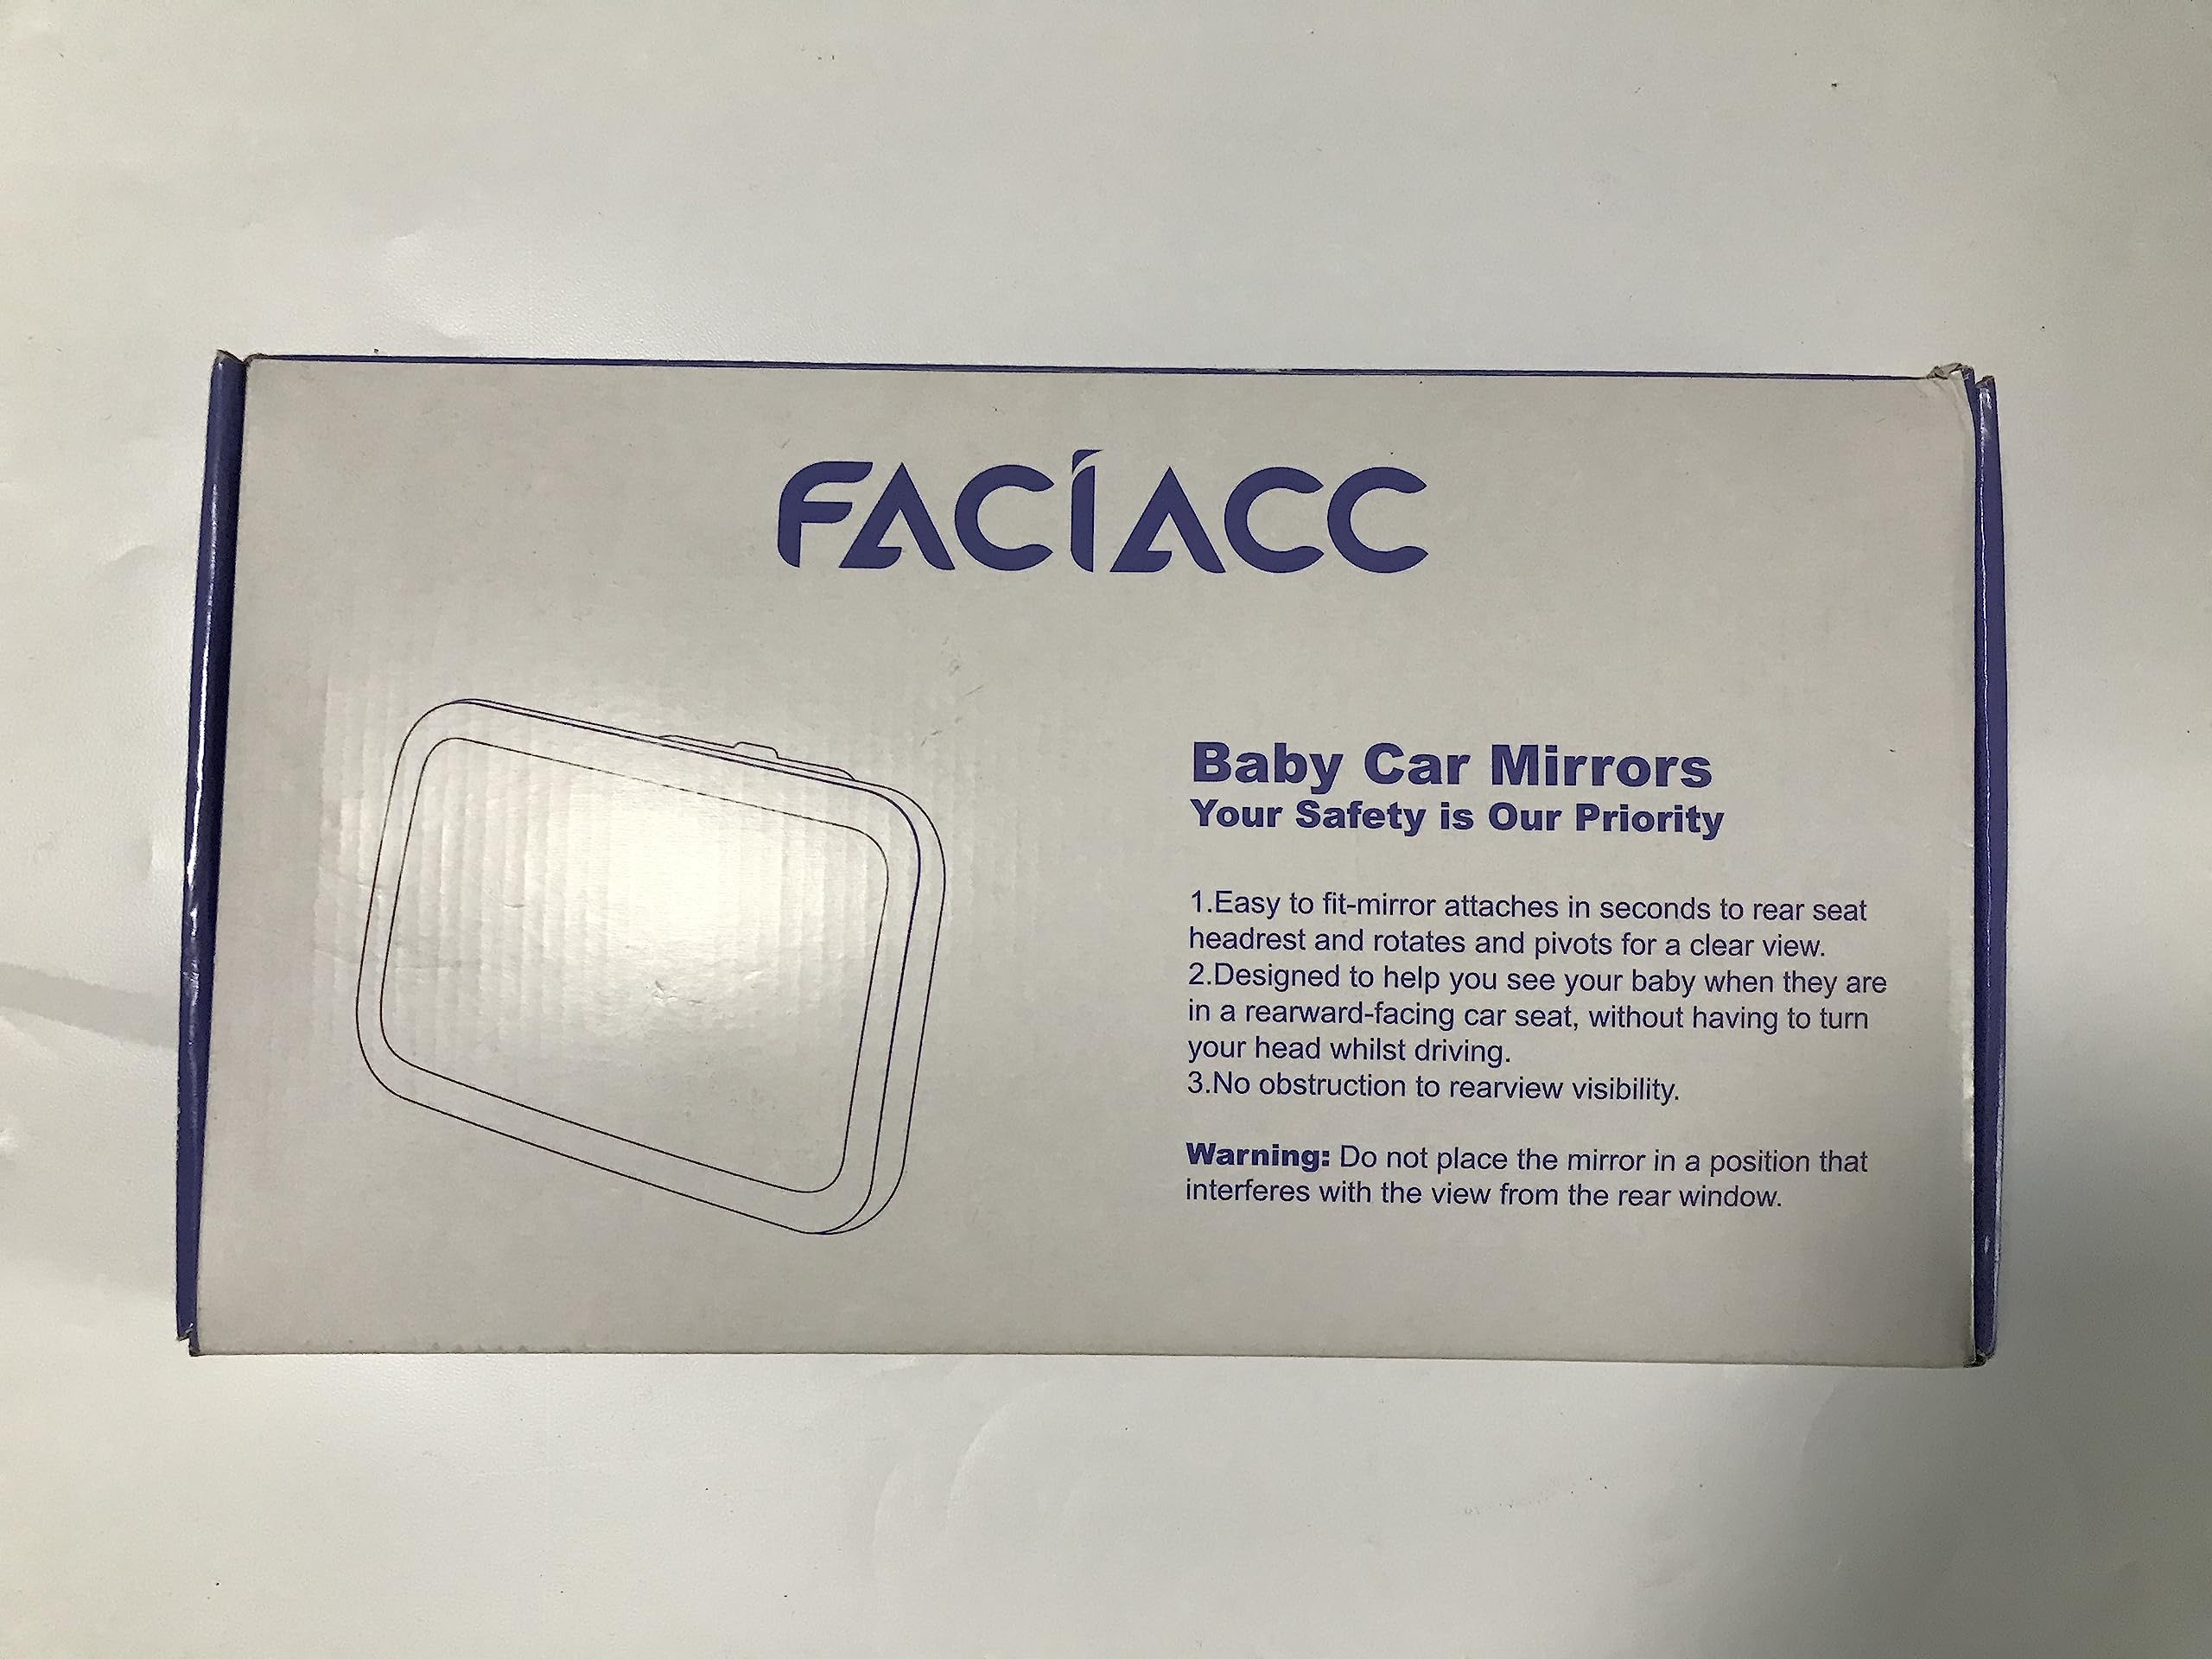 FACIACC
Baby Car Mirrors
Your Safety is Our Priority
1.Easy to fit-mirror attaches in seconds to rear seat
headrest and rotates and pivots for a clear view.
2.Designed to help you see your baby when they are
in a rearward-facing car seat, without having to turn
your head whilst driving.
3.No obstruction to rearview visibility.
Warning: Do not place the mirror in a position that
interferes with the view from the rear window.